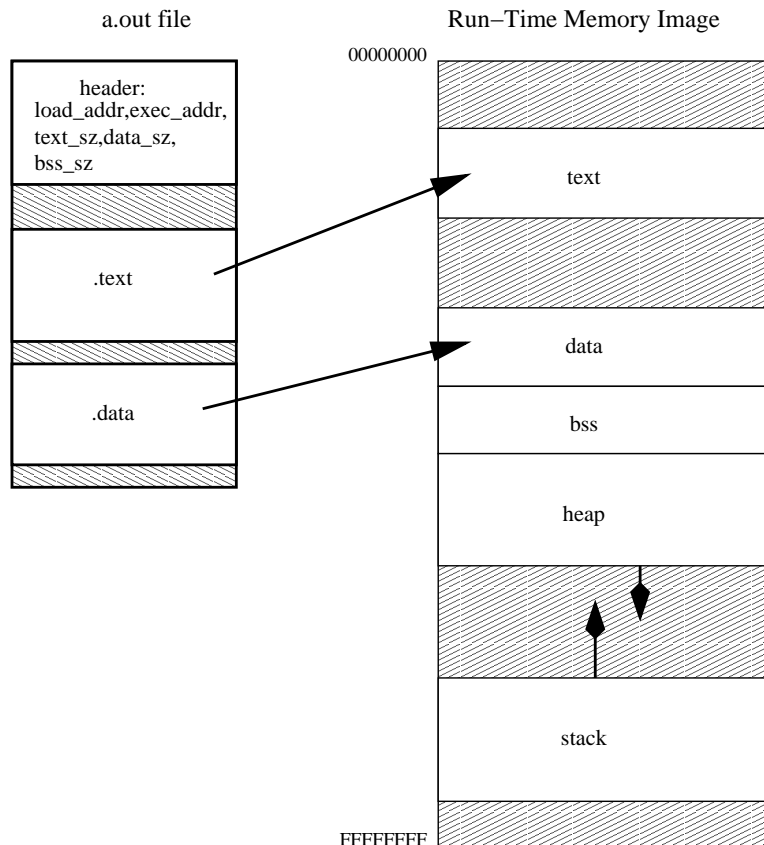 a.out file
Run−Time Memory Image
00000000
header:
load_addr,exec_addr,
text_sz,data_sz,
bss_sz
.text
.data
text
data
bss
heap
stack
FFFFFFFF